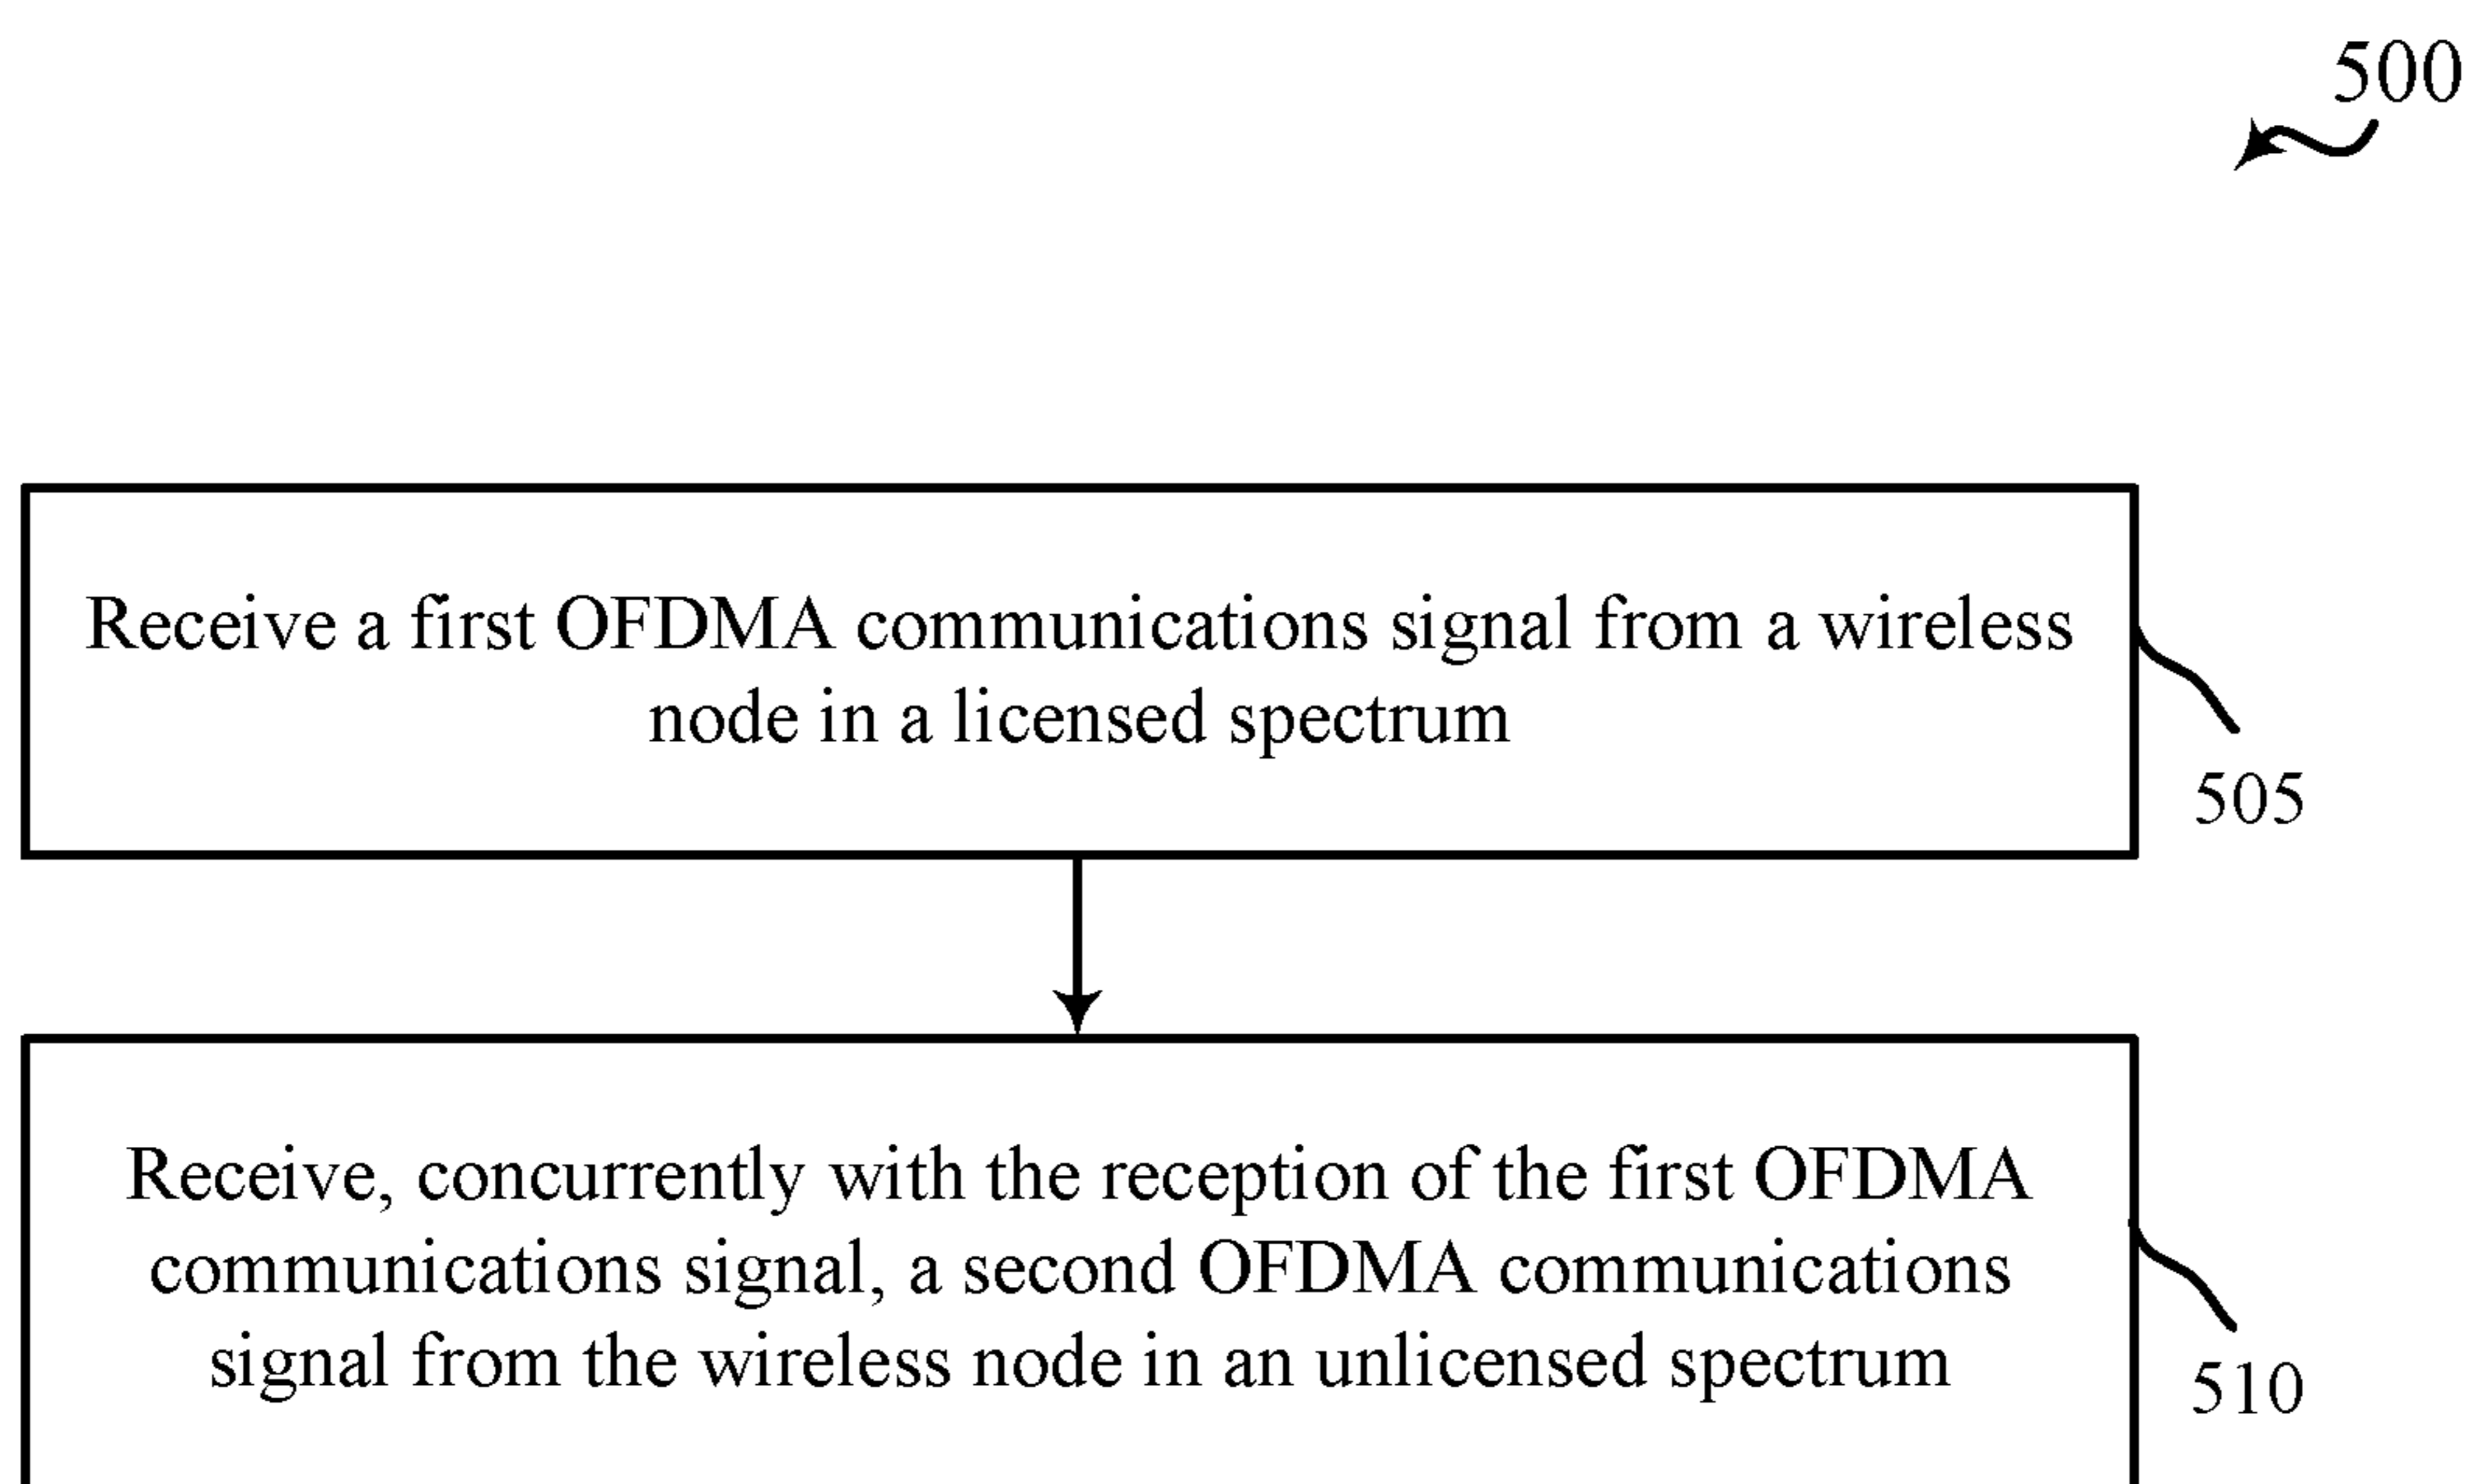 500
Receive a first OFDMA communications signal from a wireless
node in a licensed spectrum
505
Receive, concurrently with the reception of the first OFDMA
communications signal, a second OFDMA communications
signal from the wireless node in an unlicensed spectrum
510